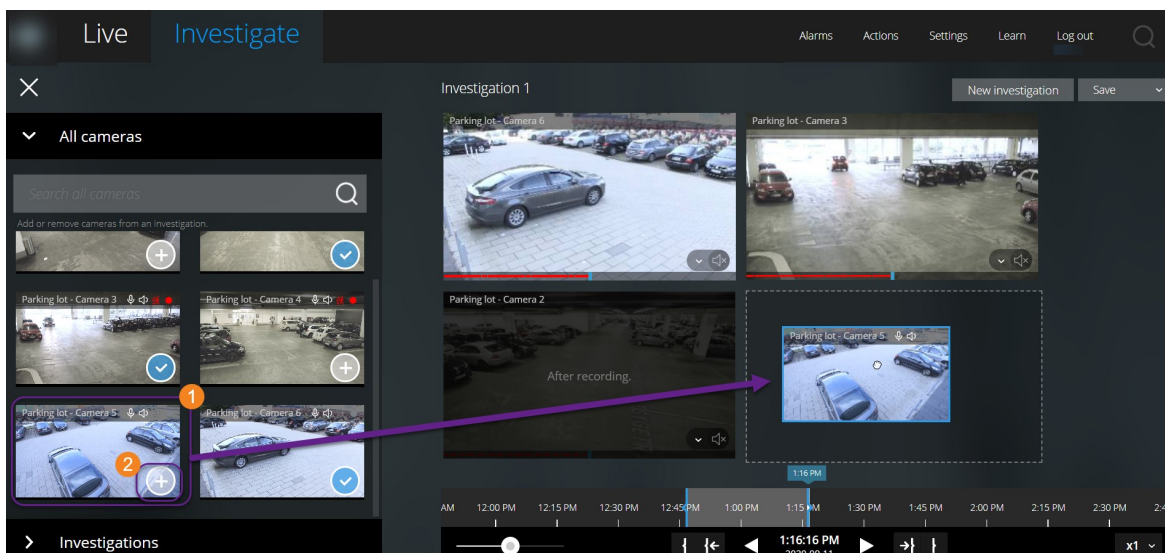 Live
Investigate
Alarms
Actions
Settings
Learn
Log out
Investigation 1
New investigation
Save
All cameras
Search all cameras
Add or remove cameras from an investigation.
Parking lot - Camera 3
Parking lot - Camera 4
1
Parking lot - Camera 5
Parking lot - Camera 6
2
Investigations
Parking lot - Camera 6
Parking lot - Camera 3
Parking lot - Camera 2
After recording.
Parking lot - Camera 5
1:16 PM
AM 12:00 PM 12:15 PM 12:30 PM 12:45 PM 1:00 PM 1:15 PM 1:30 PM 1:45 PM 2:00 PM 2:15 PM 2:30 PM 2:4
1:16:16 PM
x1